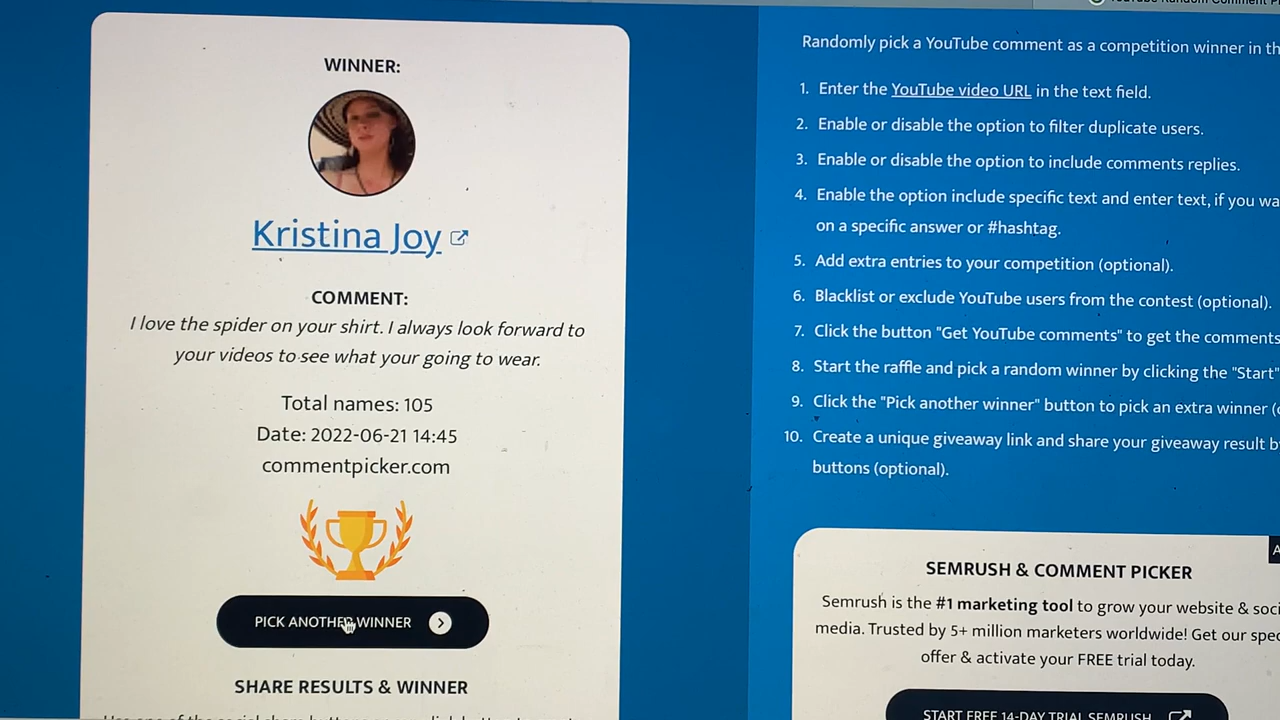 WINNER:
Kristina Joy
COMMENT:
I love the spider on your shirt. I always look forward to
your videos to see what your going to wear.
Total names: 105
Date: 2022-06-21 14:45
commentpicker.com
PICK ANOTHER WINNER
SHARE RESULTS & WINNER
YouTube Random Comment
Randomly pick a YouTube comment as a competition winner in
1. Enter the YouTube video URL in the text field.
2. Enable or disable the option to filter duplicate users.
3. Enable or disable the option to include comments replies.
4. Enable the option include specific text and enter text, if you
on a specific answer or #hashtag.
5. Add extra entries to your competition (optional).
6. Blacklist or exclude YouTube users from the contest (optional).
7. Click the button "Get YouTube comments" to get the comments
8. Start the raffle and pick a random winner by clicking the "Start"
9. Click the "Pick another winner" button to pick an extra winner
10. Create a unique giveaway link and share your giveaway result
buttons (optional).
SEMRUSH & COMMENT PICKER
Semrush is the #1 marketing tool to grow your website &
media. Trusted by 5+ million marketers worldwide! Get our
offer & activate your FREE trial today.
START FREE 14-DAY TRIAL SEMRUSH